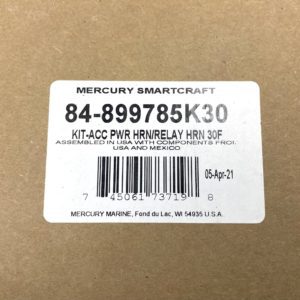 MERCURY SMARTCRAFT
84-899785K30
KIT-ACC PWR HRN/RELAY HRN 30F
ASSEMBLED IN USA WITH COMPONENTS FROM
USA AND MEXICO
05-Apr-21
7 45061 73719 8
MERCURY MARINE, Fond du Lac, WI 54935 U.S.A.